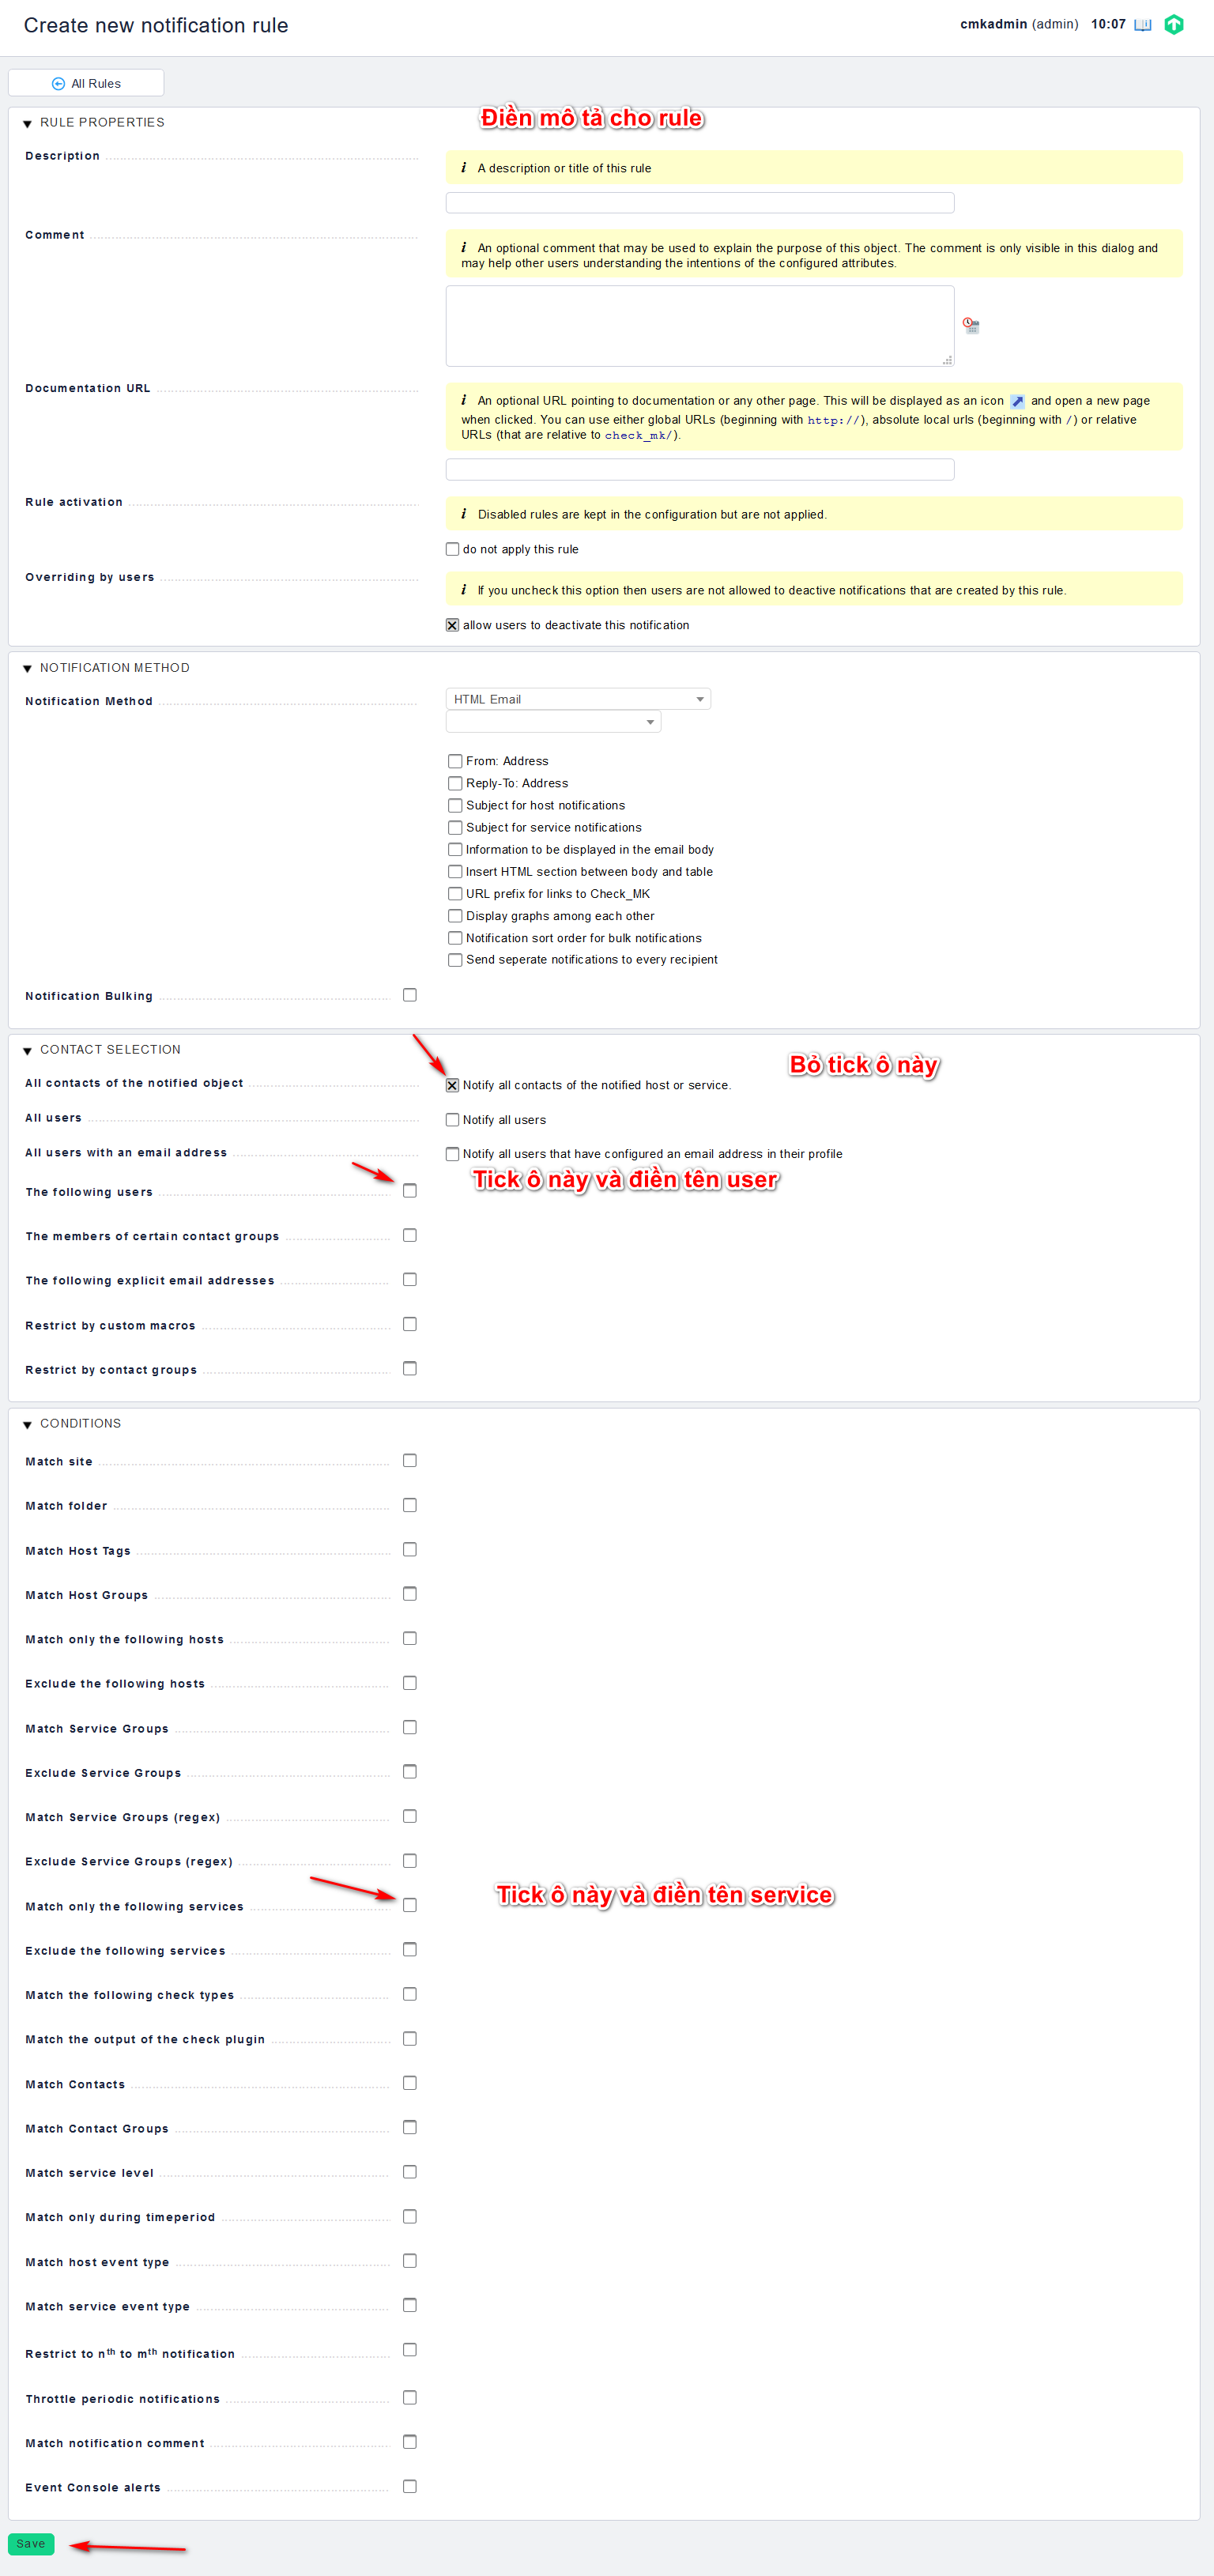 Create new notification rule
cmkadmin (admin) 10:07
All Rules
RULE PROPERTIES
Điền mô tả cho rule
Description
i A description or title of this rule
Comment
i An optional comment that may be used to explain the purpose of this object. The comment is only visible in this dialog and
may help other users understanding the intentions of the configured attributes.
Documentation URL
i An optional URL pointing to documentation or any other page. This will be displayed as an icon and open a new page
when clicked. You can use either global URLs (beginning with http://), absolute local urls (beginning with /) or relative
URLs (that are relative to check_mk/).
Rule activation
i Disabled rules are kept in the configuration but are not applied.
do not apply this rule
Overriding by users
i If you uncheck this option then users are not allowed to deactive notifications that are created by this rule.
allow users to deactivate this notification
NOTIFICATION METHOD
Notification Method
HTML Email
From: Address
Reply-To: Address
Subject for host notifications
Subject for service notifications
Information to be displayed in the email body
Insert HTML section between body and table
URL prefix for links to Check_MK
Display graphs among each other
Notification sort order for bulk notifications
Send seperate notifications to every recipient
Notification Bulking
CONTACT SELECTION
Bỏ tick ô này
All contacts of the notified object
Notify all contacts of the notified host or service.
All users
Notify all users
All users with an email address
Notify all users that have configured an email address in their profile
Tick ô này và điền tên user
The following users
The members of certain contact groups
The following explicit email addresses
Restrict by custom macros
Restrict by contact groups
CONDITIONS
Match site
Match folder
Match Host Tags
Match Host Groups
Match only the following hosts
Exclude the following hosts
Match Service Groups
Exclude Service Groups
Match Service Groups (regex)
Exclude Service Groups (regex)
Tick ô này và điền tên service
Match only the following services
Exclude the following services
Match the following check types
Match the output of the check plugin
Match Contacts
Match Contact Groups
Match service level
Match only during timeperiod
Match host event type
Match service event type
Restrict to nth to mth notification
Throttle periodic notifications
Match notification comment
Event Console alerts
Save